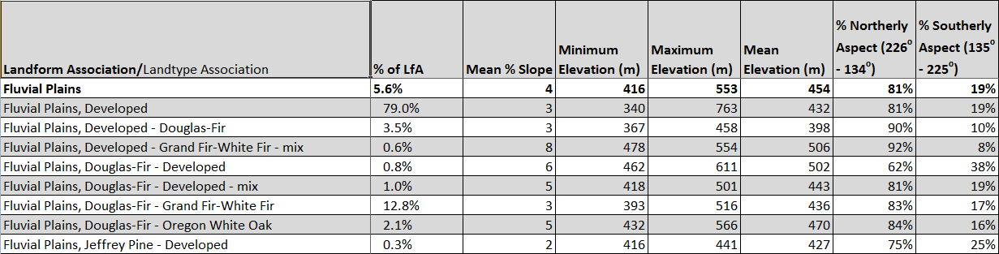 Landform Association/Landtype Association % of LfA Mean % Slope Minimum Elevation (m) Maximum Elevation (m) Mean Elevation (m) % Northerly Aspect (226o - 134o) % Southerly Aspect (135o - 225o)
Fluvial Plains 5.6% 4 416 553 454 81% 19%
Fluvial Plains, Developed 79.0% 3 340 763 432 81% 19%
Fluvial Plains, Developed - Douglas-Fir 3.5% 3 367 458 398 90% 10%
Fluvial Plains, Developed - Grand Fir-White Fir - mix 0.6% 8 478 554 506 92% 8%
Fluvial Plains, Douglas-Fir - Developed 0.8% 6 462 611 502 62% 38%
Fluvial Plains, Douglas-Fir - Developed - mix 1.0% 5 418 501 443 81% 19%
Fluvial Plains, Douglas-Fir - Grand Fir-White Fir 12.8% 3 393 516 436 83% 17%
Fluvial Plains, Douglas-Fir - Oregon White Oak 2.1% 5 432 566 470 84% 16%
Fluvial Plains, Jeffrey Pine - Developed 0.3% 2 416 441 427 75% 25%